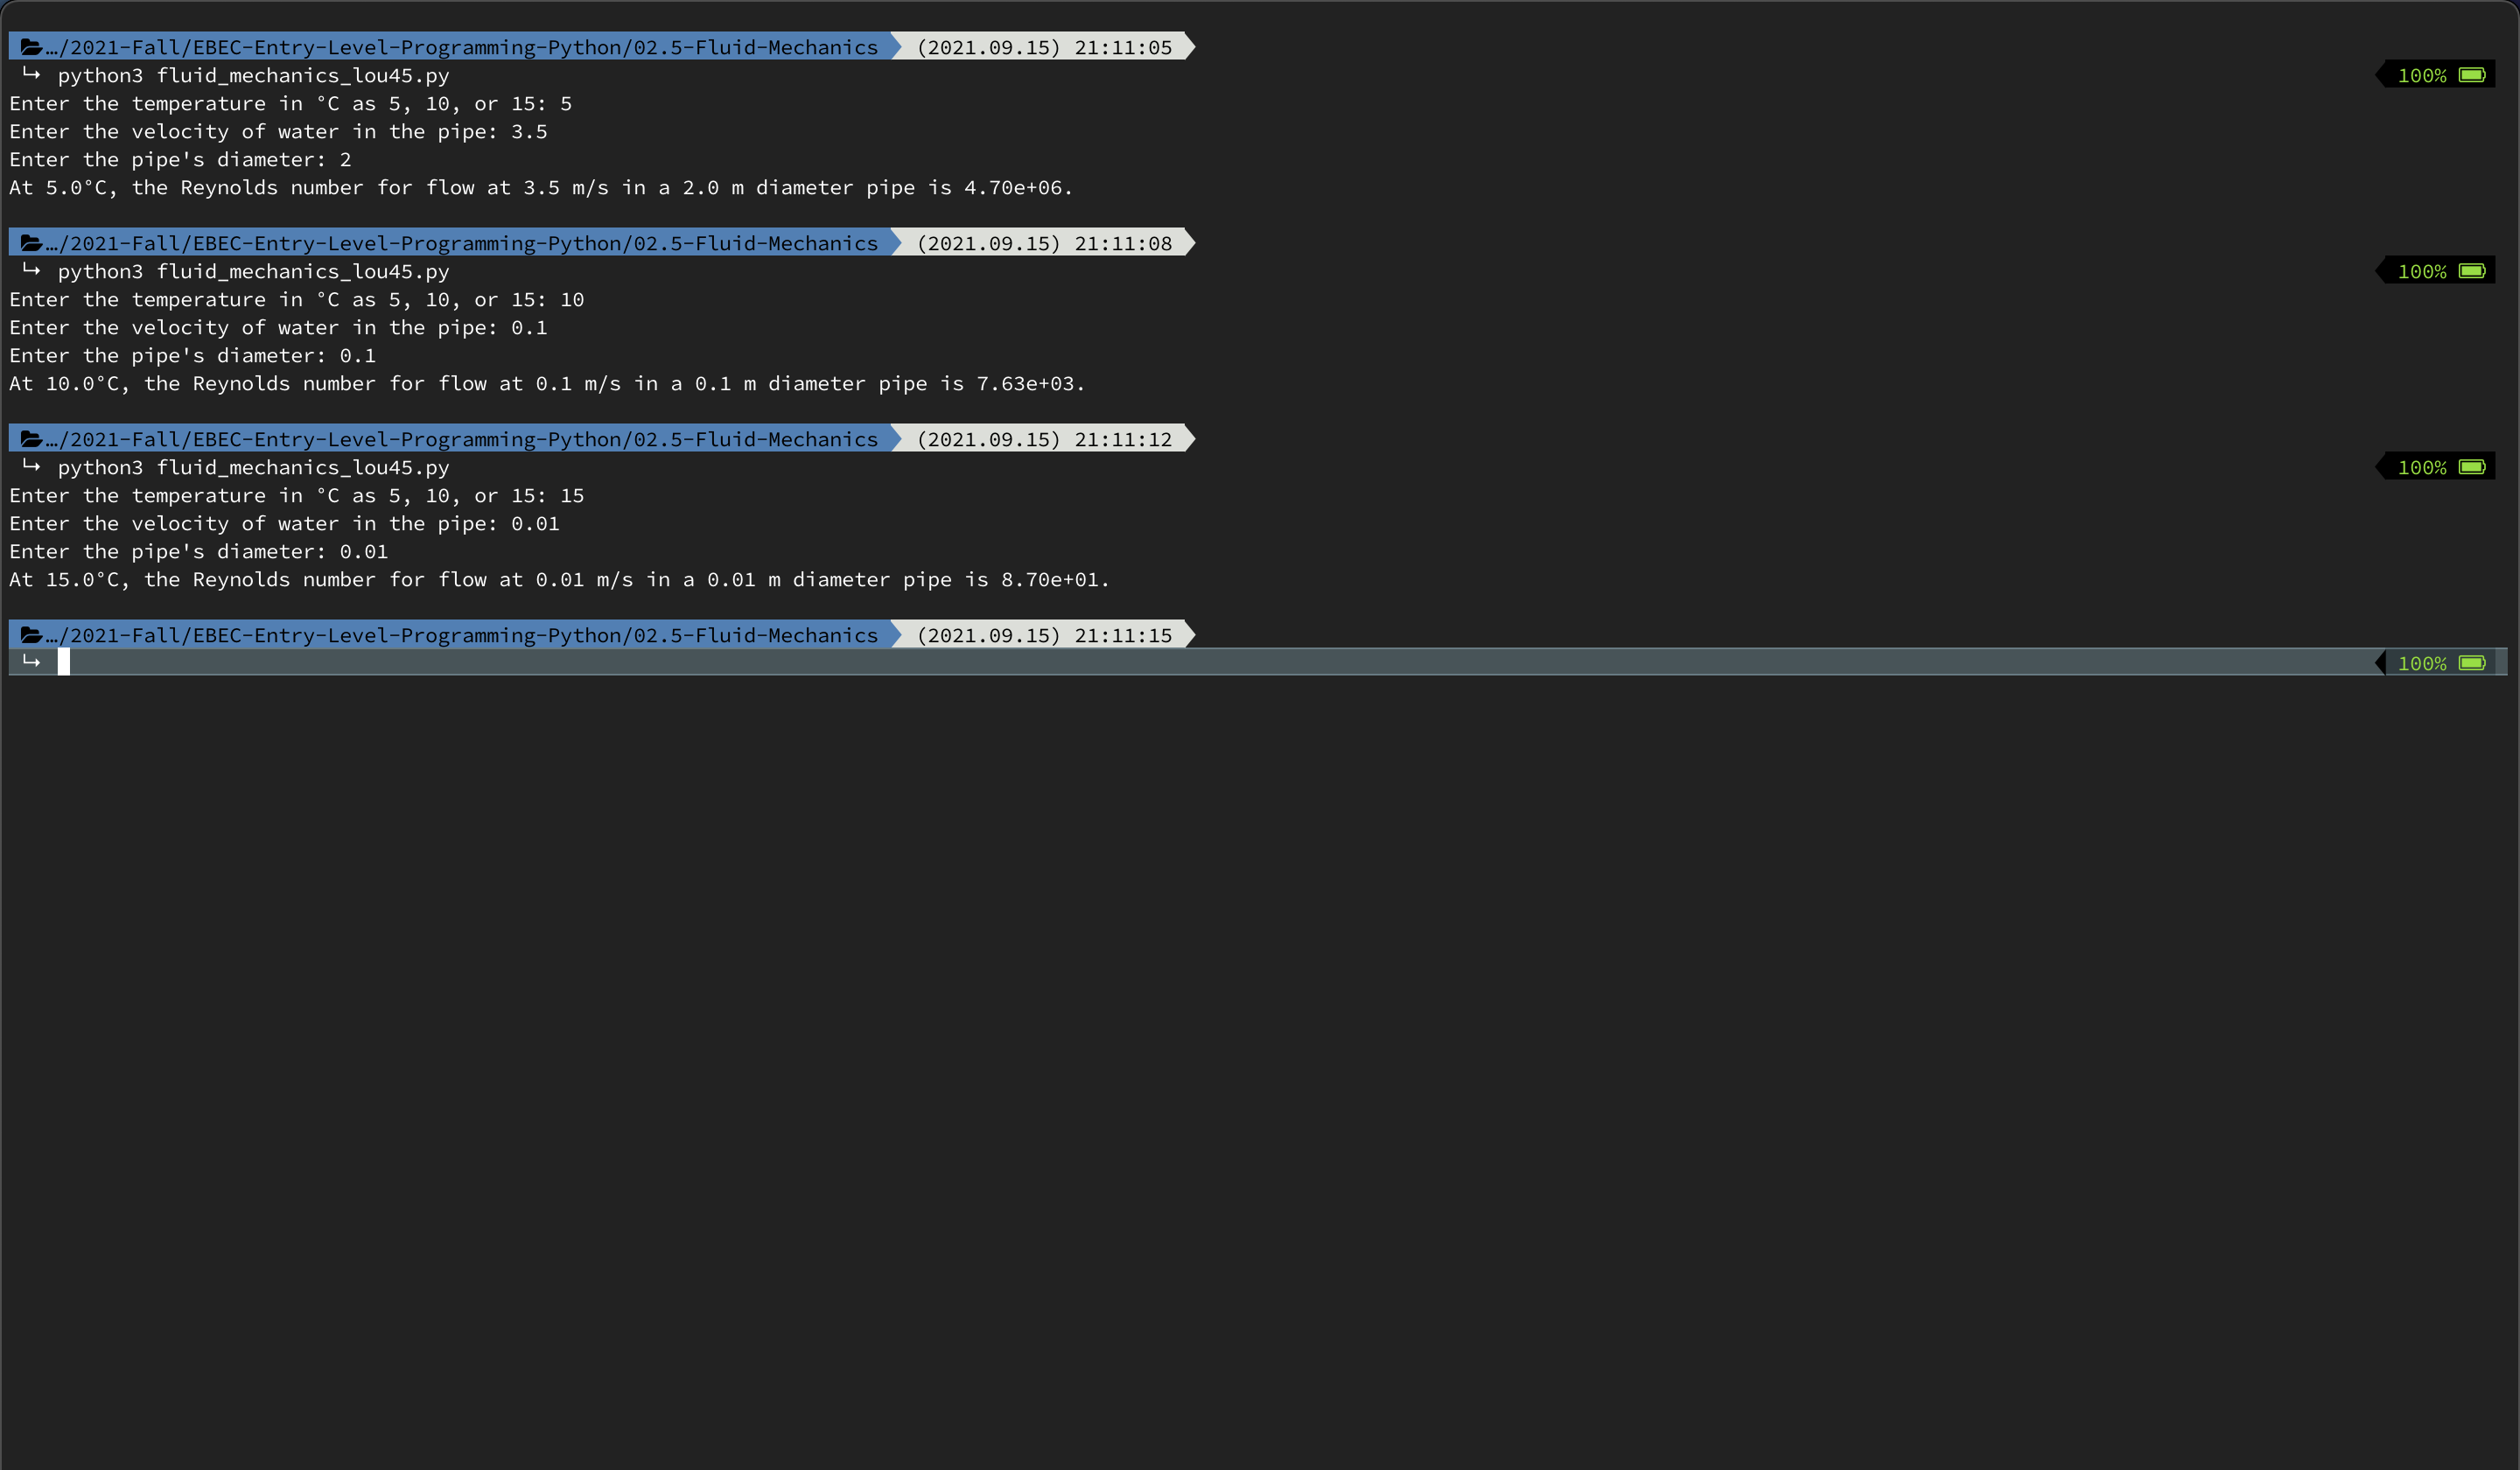 …/2021-Fall/EBEC-Entry-Level-Programming-Python/02.5-Fluid-Mechanics (2021.09.15) 21:11:05
↳ python3 fluid_mechanics_lou45.py 100%
Enter the temperature in °C as 5, 10, or 15: 5
Enter the velocity of water in the pipe: 3.5
Enter the pipe's diameter: 2
At 5.0°C, the Reynolds number for flow at 3.5 m/s in a 2.0 m diameter pipe is 4.70e+06.
…/2021-Fall/EBEC-Entry-Level-Programming-Python/02.5-Fluid-Mechanics (2021.09.15) 21:11:08
↳ python3 fluid_mechanics_lou45.py 100%
Enter the temperature in °C as 5, 10, or 15: 10
Enter the velocity of water in the pipe: 0.1
Enter the pipe's diameter: 0.1
At 10.0°C, the Reynolds number for flow at 0.1 m/s in a 0.1 m diameter pipe is 7.63e+03.
…/2021-Fall/EBEC-Entry-Level-Programming-Python/02.5-Fluid-Mechanics (2021.09.15) 21:11:12
↳ python3 fluid_mechanics_lou45.py 100%
Enter the temperature in °C as 5, 10, or 15: 15
Enter the velocity of water in the pipe: 0.01
Enter the pipe's diameter: 0.01
At 15.0°C, the Reynolds number for flow at 0.01 m/s in a 0.01 m diameter pipe is 8.70e+01.
…/2021-Fall/EBEC-Entry-Level-Programming-Python/02.5-Fluid-Mechanics (2021.09.15) 21:11:15
↳ 100%